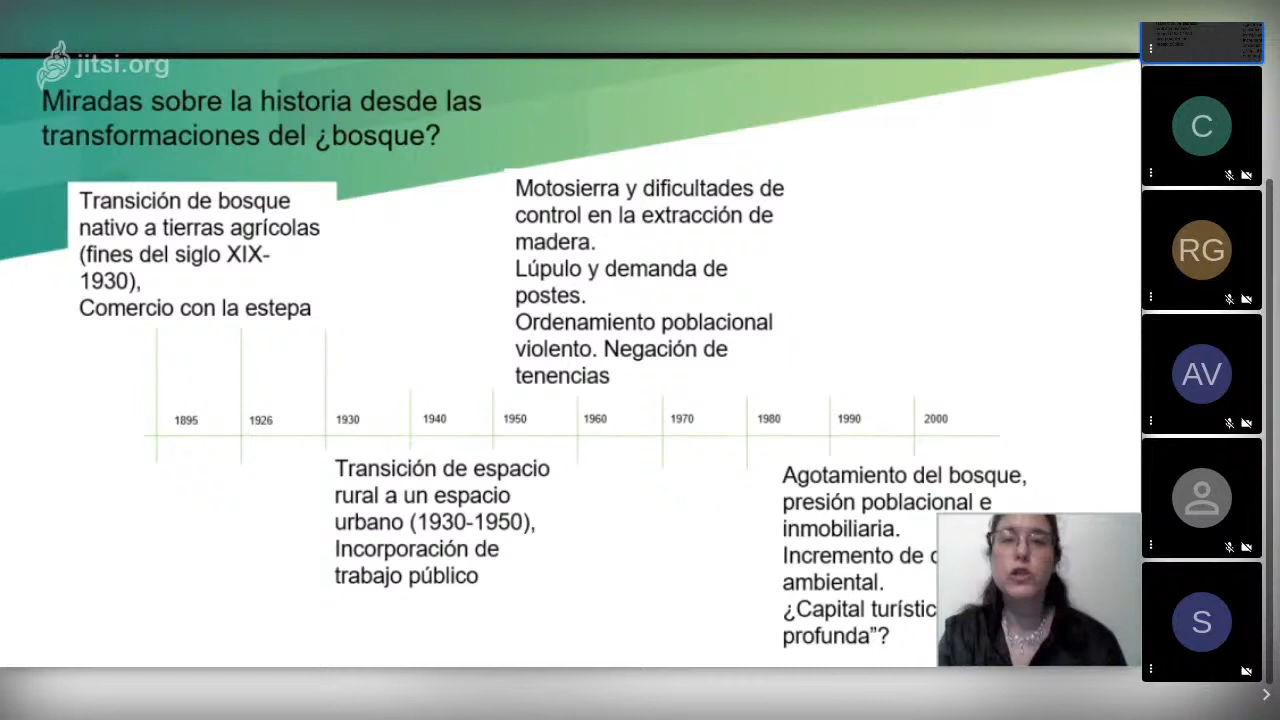 jitsi.org
Miradas sobre la historia desde las
transformaciones del ¿bosque?
Transición de bosque
nativo a tierras agrícolas
(fines del siglo XIX-
1930),
Comercio con la estepa
Motosierra y dificultades de
control en la extracción de
madera.
Lúpulo y demanda de
postes.
Ordenamiento poblacional
violento. Negación de
tenencias
1895 1926 1930 1940 1950 1960 1970 1980 1990 2000
Transición de espacio
rural a un espacio
urbano (1930-1950),
Incorporación de
trabajo público
Agotamiento del bosque,
presión poblacional e
inmobiliaria.
Incremento de
ambiental.
¿Capital
profunda”?
C
RG
AV
S